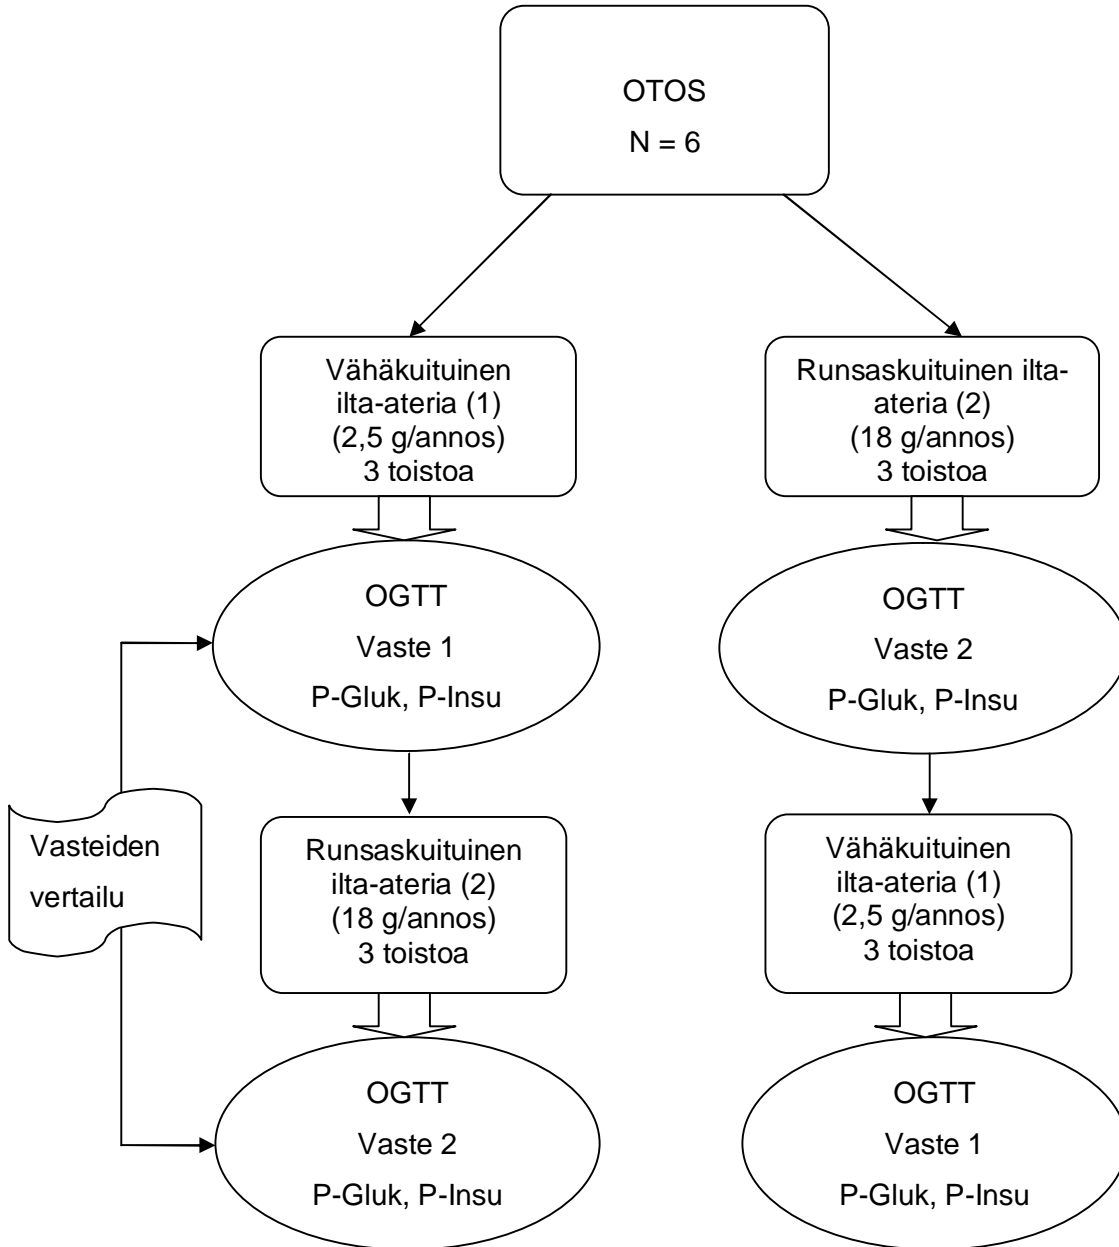 OTOS
N = 6
Vähäkuituinen
ilta-ateria (1)
(2,5 g/annos)
3 toistoa
Runsaskuituinen ilta-
ateria (2)
(18 g/annos)
3 toistoa
OGTT
Vaste 1
P-Gluk, P-Insu
OGTT
Vaste 2
P-Gluk, P-Insu
Vasteiden
vertailu
Runsaskuituinen
ilta-ateria (2)
(18 g/annos)
3 toistoa
Vähäkuituinen
ilta-ateria (1)
(2,5 g/annos)
3 toistoa
OGTT
Vaste 2
P-Gluk, P-Insu
OGTT
Vaste 1
P-Gluk, P-Insu